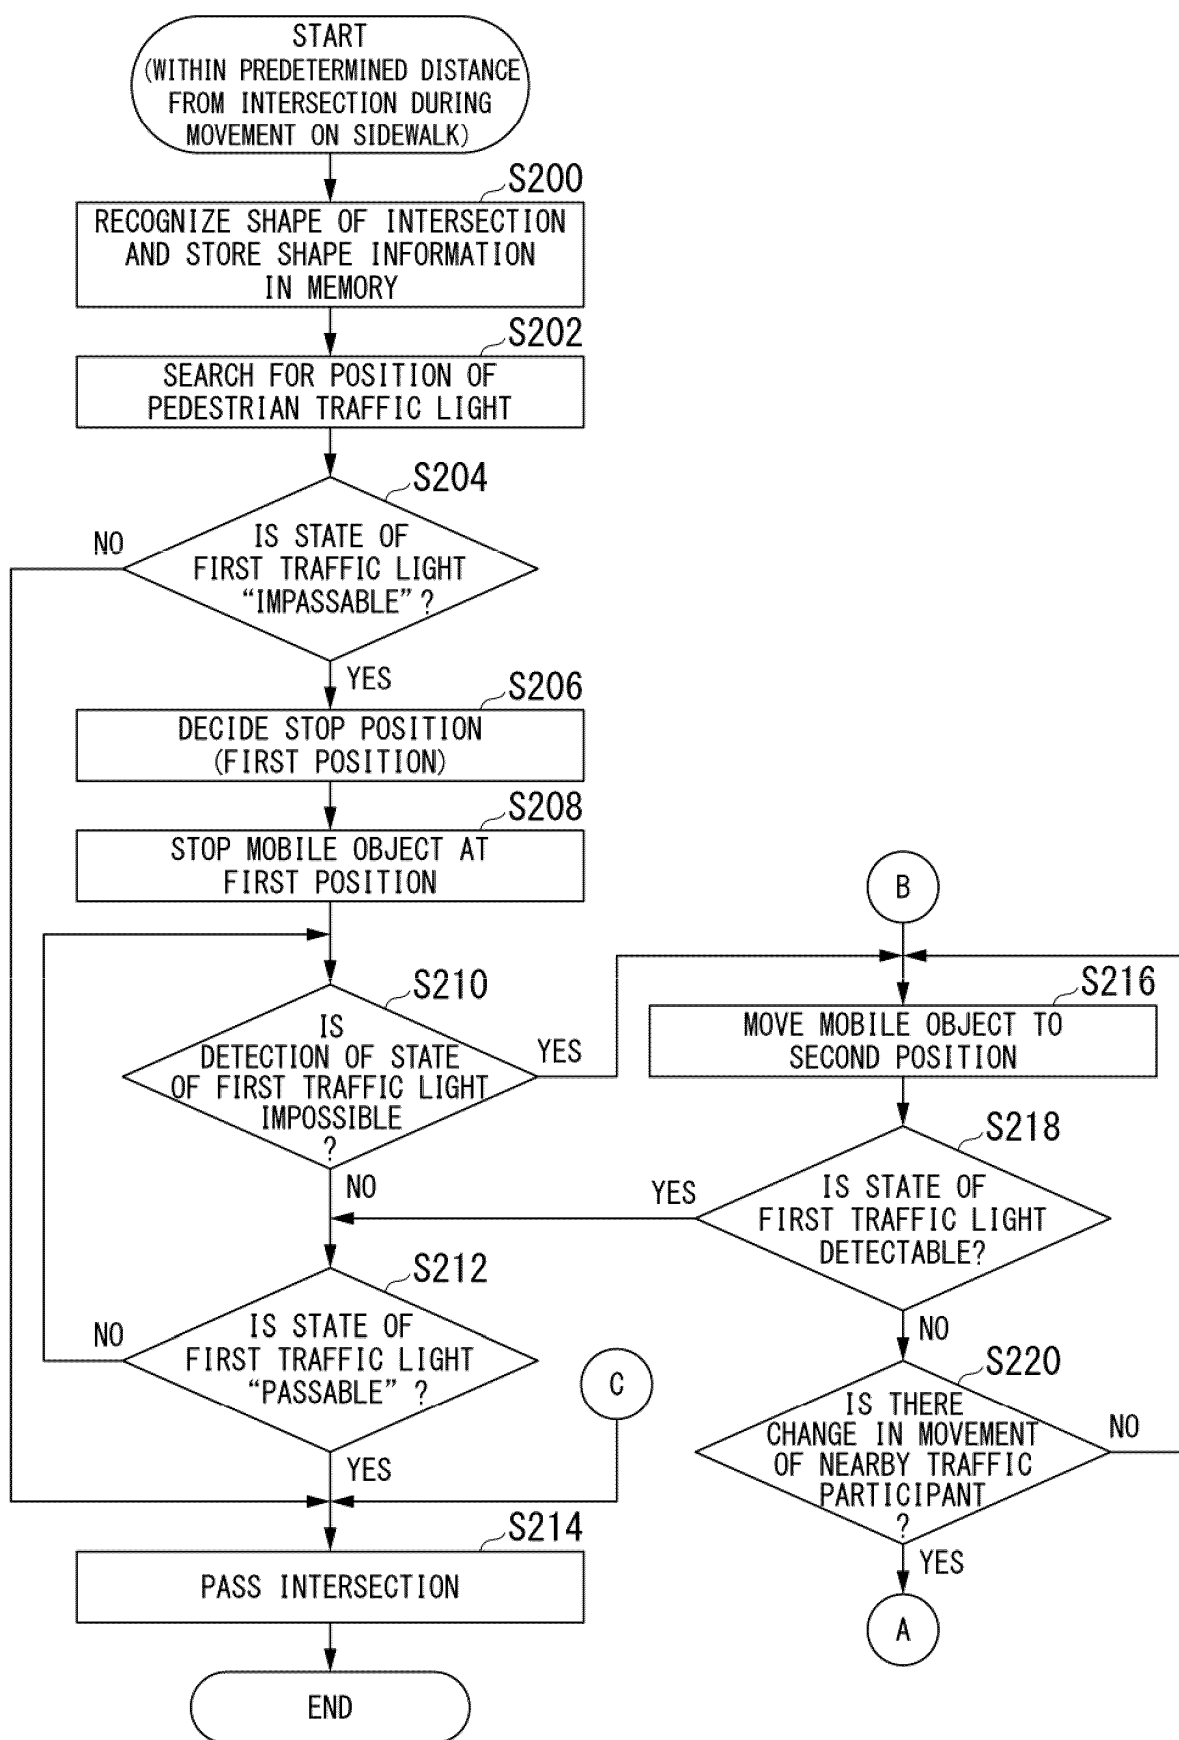 START
(WITHIN PREDETERMINED DISTANCE
FROM INTERSECTION DURING
MOVEMENT ON SIDEWALK)
S200
RECOGNIZE SHAPE OF INTERSECTION
AND STORE SHAPE INFORMATION
IN MEMORY
S202
SEARCH FOR POSITION OF
PEDESTRIAN TRAFFIC LIGHT
S204
IS STATE OF
FIRST TRAFFIC LIGHT
“IMPASSABLE” ?
NO
YES
S206
DECIDE STOP POSITION
(FIRST POSITION)
S208
STOP MOBILE OBJECT AT
FIRST POSITION
S210
IS
DETECTION OF STATE
OF FIRST TRAFFIC LIGHT
IMPOSSIBLE
?
YES
NO
S212
IS STATE OF
FIRST TRAFFIC LIGHT
“PASSABLE” ?
NO
YES
C
S214
PASS INTERSECTION
END
B
S216
MOVE MOBILE OBJECT TO
SECOND POSITION
S218
IS STATE OF
FIRST TRAFFIC LIGHT
DETECTABLE?
YES
NO
S220
IS THERE
CHANGE IN MOVEMENT
OF NEARBY TRAFFIC
PARTICIPANT
?
NO
YES
A